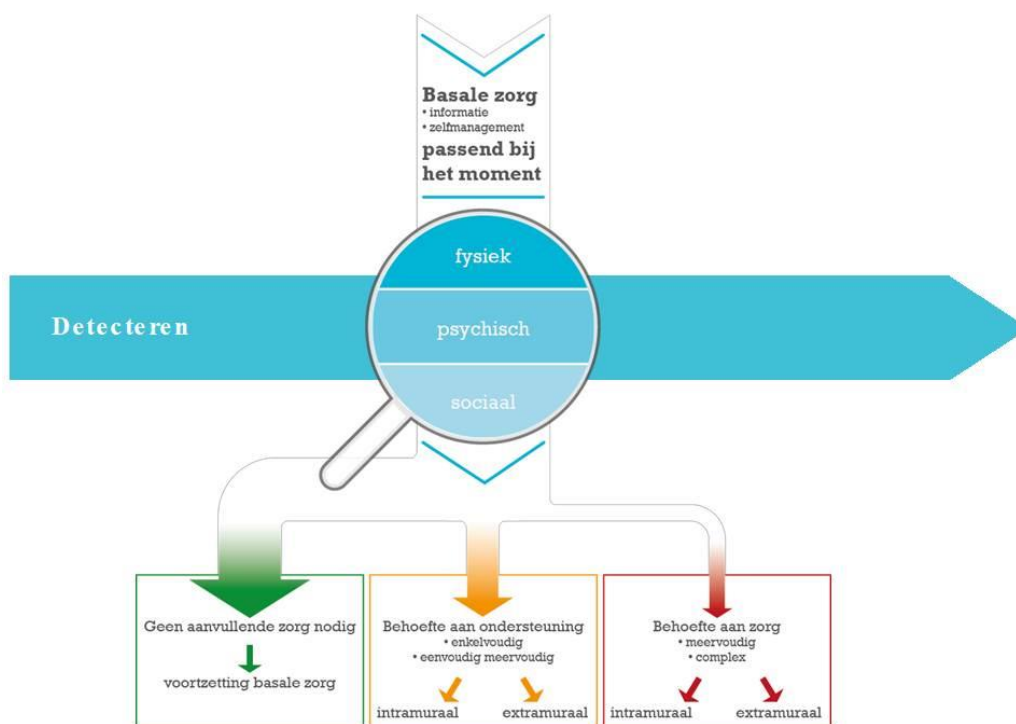 Basale zorg
• informatie
• zelfmanagement
passend bij
het moment
fysiek
Detecteren
psychisch
sociaal
Geen aanvullende zorg nodig
voortzetting basale zorg
Behoefte aan ondersteuning
• enkelvoudig
• eenvoudig meervoudig
intramuraal
extramuraal
Behoefte aan zorg
• meervoudig
• complex
intramuraal
extramuraal